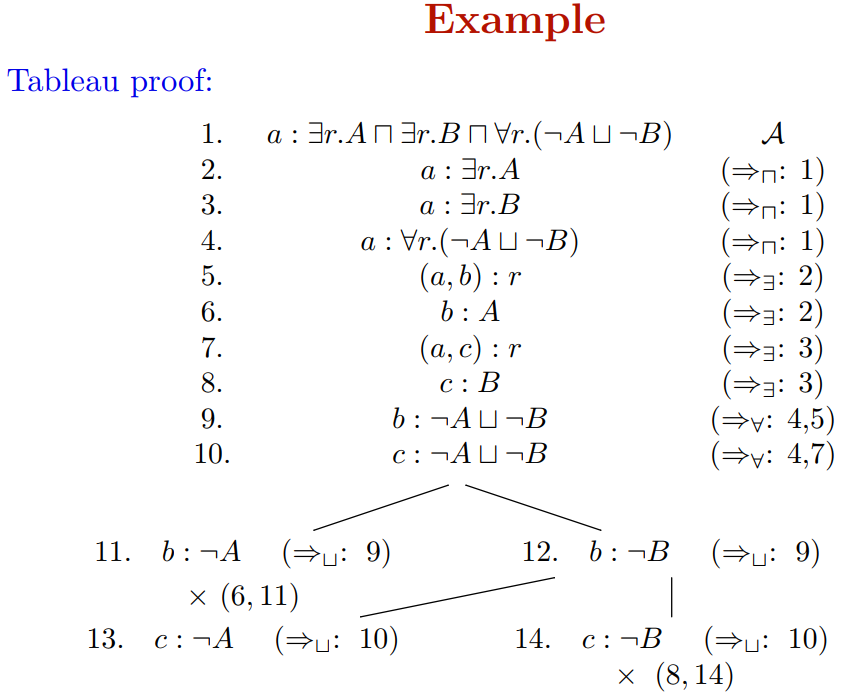 Example
Tableau proof:
1. a : ∃r.A ⊓ ∃r.B ⊓ ∀r.(¬A ⊔ ¬B) 𝒜
2. a : ∃r.A (⇒⊓: 1)
3. a : ∃r.B (⇒⊓: 1)
4. a : ∀r.(¬A ⊔ ¬B) (⇒⊓: 1)
5. (a, b) : r (⇒∃: 2)
6. b : A (⇒∃: 2)
7. (a, c) : r (⇒∃: 3)
8. c : B (⇒∃: 3)
9. b : ¬A ⊔ ¬B (⇒∀: 4,5)
10. c : ¬A ⊔ ¬B (⇒∀: 4,7)
11. b : ¬A (⇒⊔: 9) 12. b : ¬B (⇒⊔: 9)
× (6, 11)
13. c : ¬A (⇒⊔: 10) 14. c : ¬B (⇒⊔: 10)
× (8, 14)